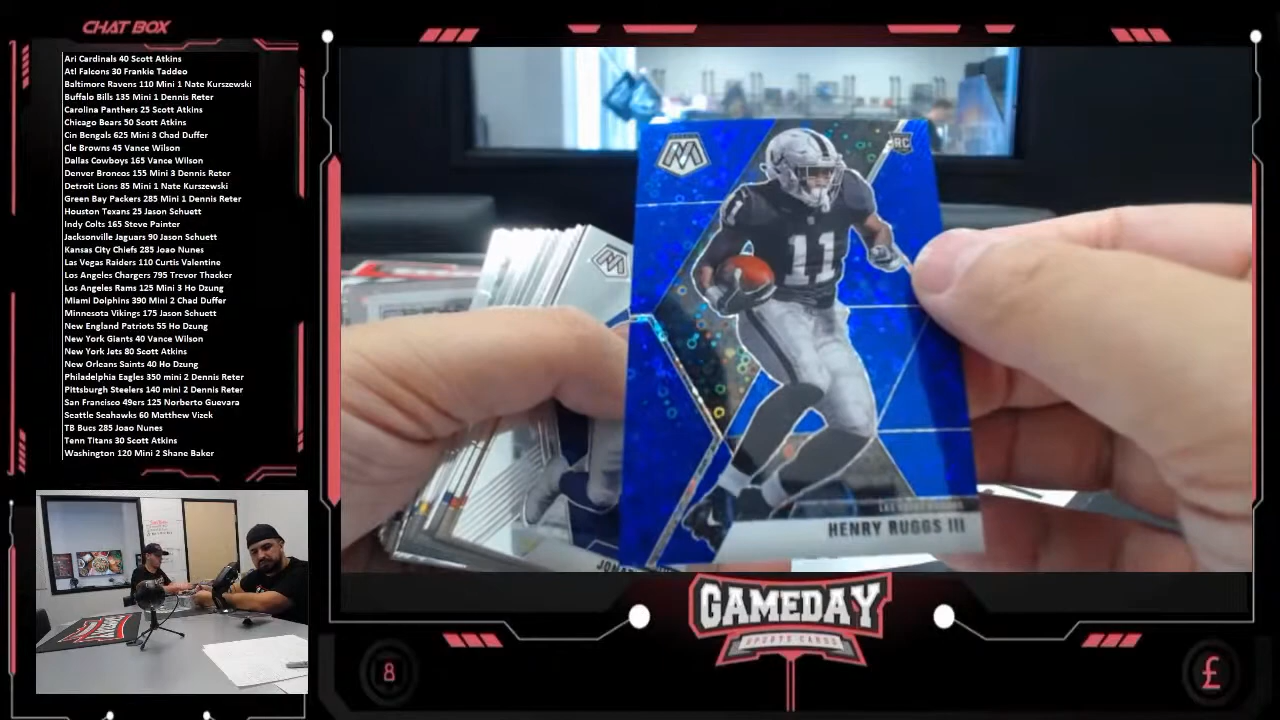 CHAT BOX
Ari Cardinals 40 Scott Atkins
Atl Falcons 30 Frankie Taddeo
Baltimore Ravens 110 Mini 1 Nate Kurszewski
Buffalo Bills 135 Mini 1 Dennis Reter
Carolina Panthers 25 Scott Atkins
Chicago Bears 50 Scott Atkins
Cin Bengals 625 Mini 3 Chad Duffer
Cle Browns 45 Vance Wilson
Dallas Cowboys 165 Vance Wilson
Denver Broncos 155 Mini 3 Dennis Reter
Detroit Lions 85 Mini 1 Nate Kurszewski
Green Bay Packers 285 Mini 1 Dennis Reter
Houston Texans 25 Jason Schuett
Indy Colts 165 Steve Painter
Jacksonville Jaguars 90 Jason Schuett
Kansas City Chiefs 285 Joao Nunes
Las Vegas Raiders 110 Curtis Valentine
Los Angeles Chargers 795 Trevor Thacker
Los Angeles Rams 125 Mini 3 Ho Dzung
Miami Dolphins 390 Mini 2 Chad Duffer
Minnesota Vikings 175 Jason Schuett
New England Patriots 55 Ho Dzung
New York Giants 40 Vance Wilson
New York Jets 80 Scott Atkins
New Orleans Saints 40 Ho Dzung
Philadelphia Eagles 350 mini 2 Dennis Reter
Pittsburgh Steelers 140 mini 2 Dennis Reter
San Francisco 49ers 125 Norberto Guevara
Seattle Seahawks 60 Matthew Vizek
TB Bucs 285 Joao Nunes
Tenn Titans 30 Scott Atkins
Washington 120 Mini 2 Shane Baker
RC
11
11
HENRY RUGGS III
GAMEDAY
SPORTS CARDS
8
£